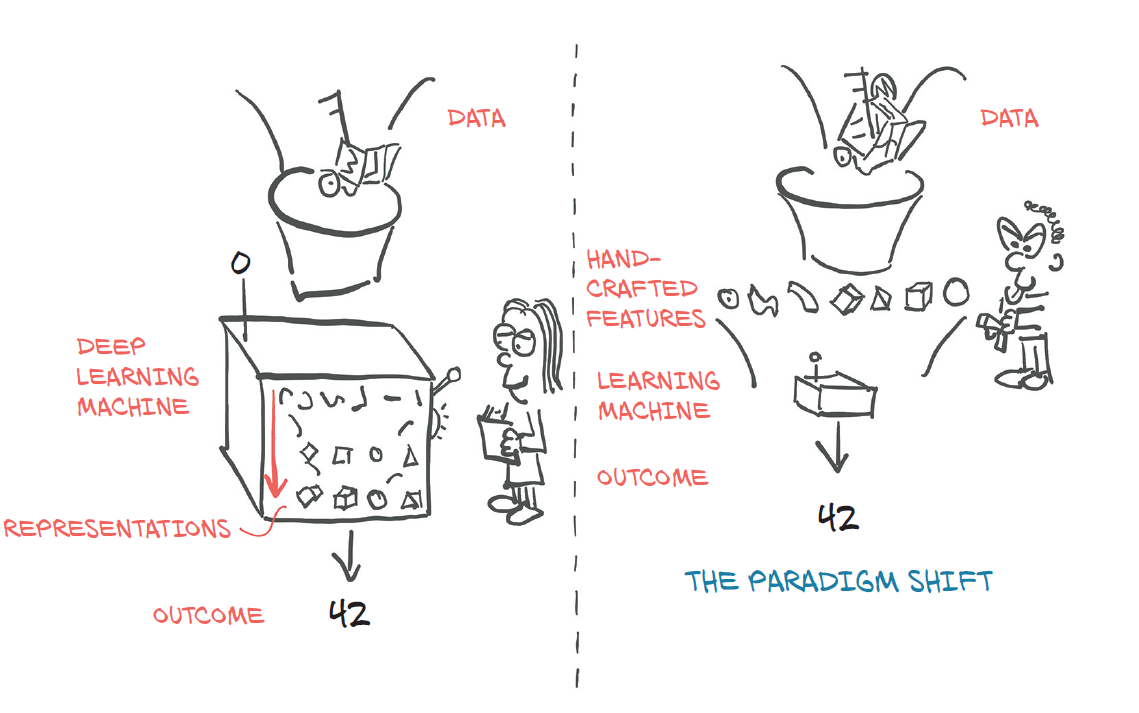 DATA
DEEP
LEARNING
MACHINE
REPRESENTATIONS
OUTCOME
42
DATA
HAND-
CRAFTED
FEATURES
LEARNING
MACHINE
OUTCOME
42
THE PARADIGM SHIFT